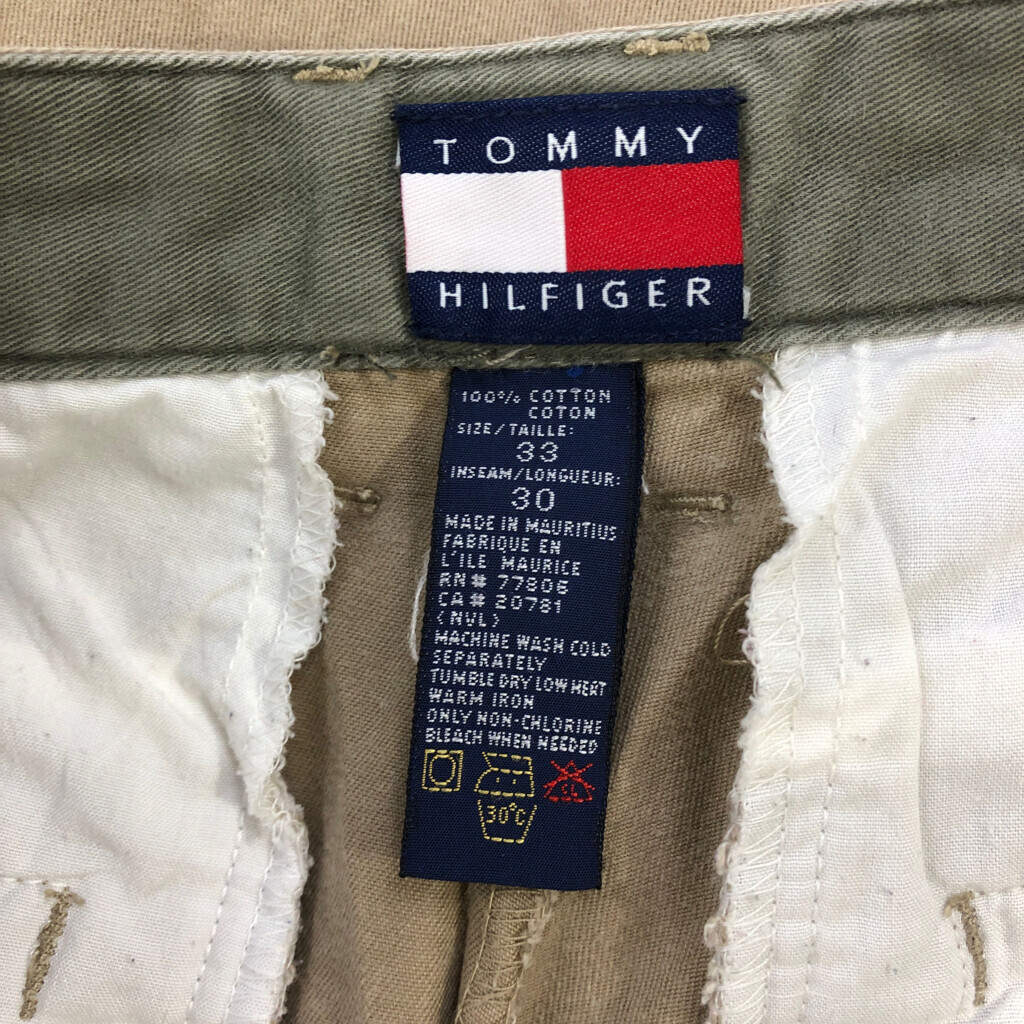 TOMMY
HILFIGER
100% COTTON
COTON
SIZE/TAILLE:
33
INSEAM/LONGUEUR:
30
MADE IN MAURITIUS
FABRIQUE EN
L'ILE MAURICE
RN# 77806
CA# 20781
(NVL)
MACHINE WASH COLD
SEPARATELY
TUMBLE DRY LOW HEAT
WARM IRON
ONLY NON-CHLORINE
BLEACH WHEN NEEDED
CL
30°C